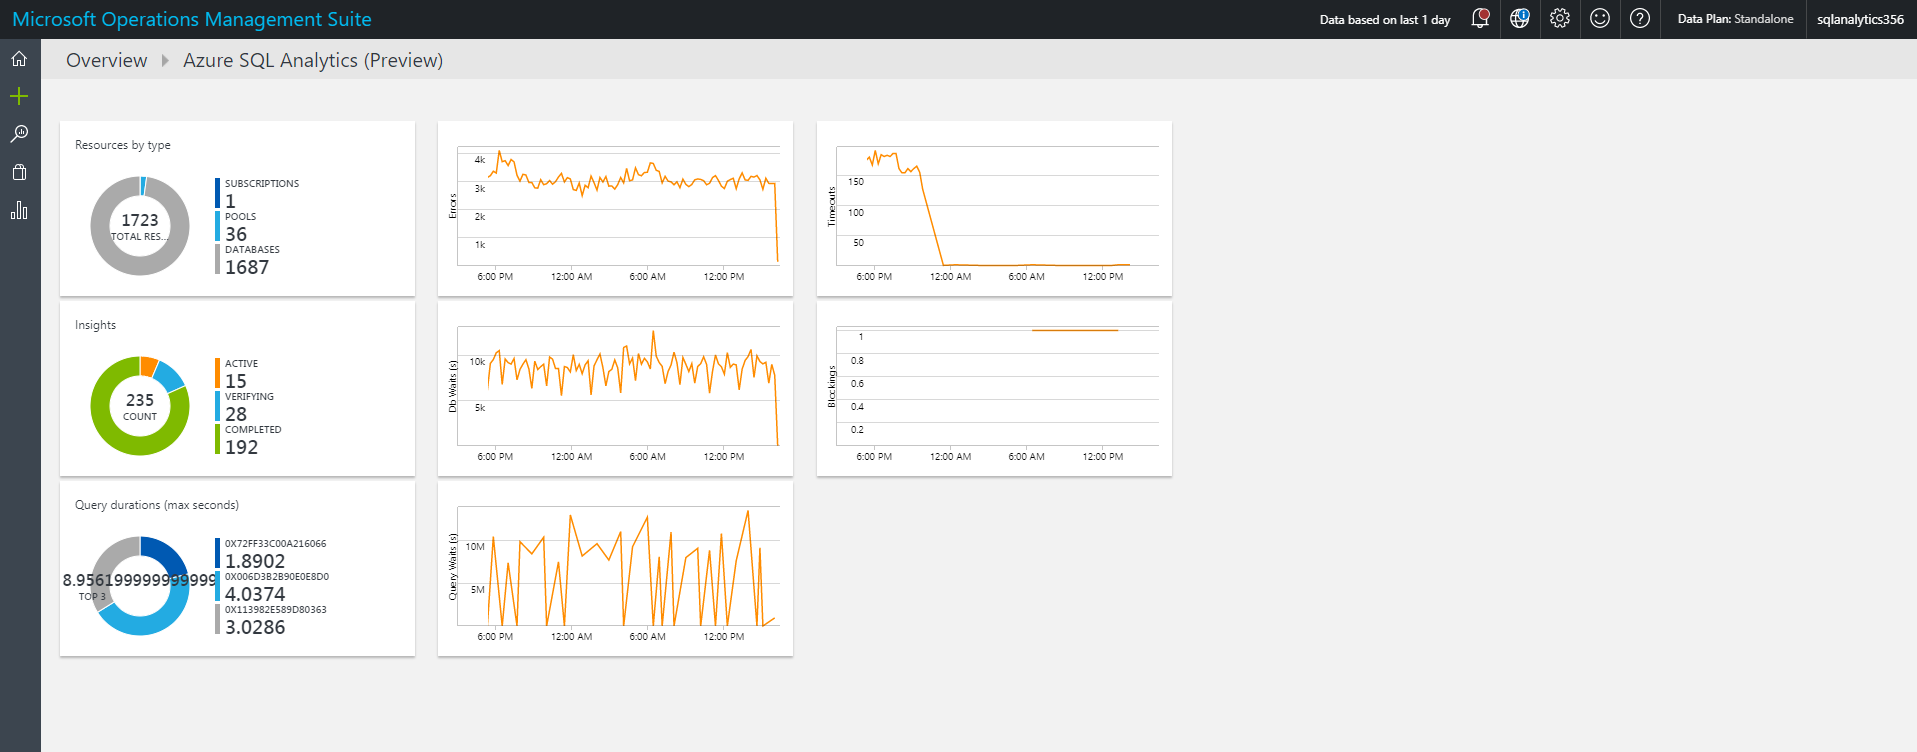 Microsoft Operations Management Suite
Data based on last 1 day
Data Plan: Standalone
sqlanalytics356
Overview
Azure SQL Analytics (Preview)
Resources by type
1723
TOTAL RES...
SUBSCRIPTIONS
1
POOLS
36
DATABASES
1687
Errors
4k
3k
2k
1k
6:00 PM 12:00 AM 6:00 AM 12:00 PM
Timeouts
150
100
50
6:00 PM 12:00 AM 6:00 AM 12:00 PM
Insights
235
COUNT
ACTIVE
15
VERIFYING
28
COMPLETED
192
Db Waits (s)
10k
5k
6:00 PM 12:00 AM 6:00 AM 12:00 PM
Blockings
1
0.8
0.6
0.4
0.2
6:00 PM 12:00 AM 6:00 AM 12:00 PM
Query durations (max seconds)
8.956199999999999
TOP 3
0X72FF33C00A216066
1.8902
0X006D3B2B90E0E8D0
4.0374
0X113982E589D80363
3.0286
Query Waits (s)
10M
5M
6:00 PM 12:00 AM 6:00 AM 12:00 PM